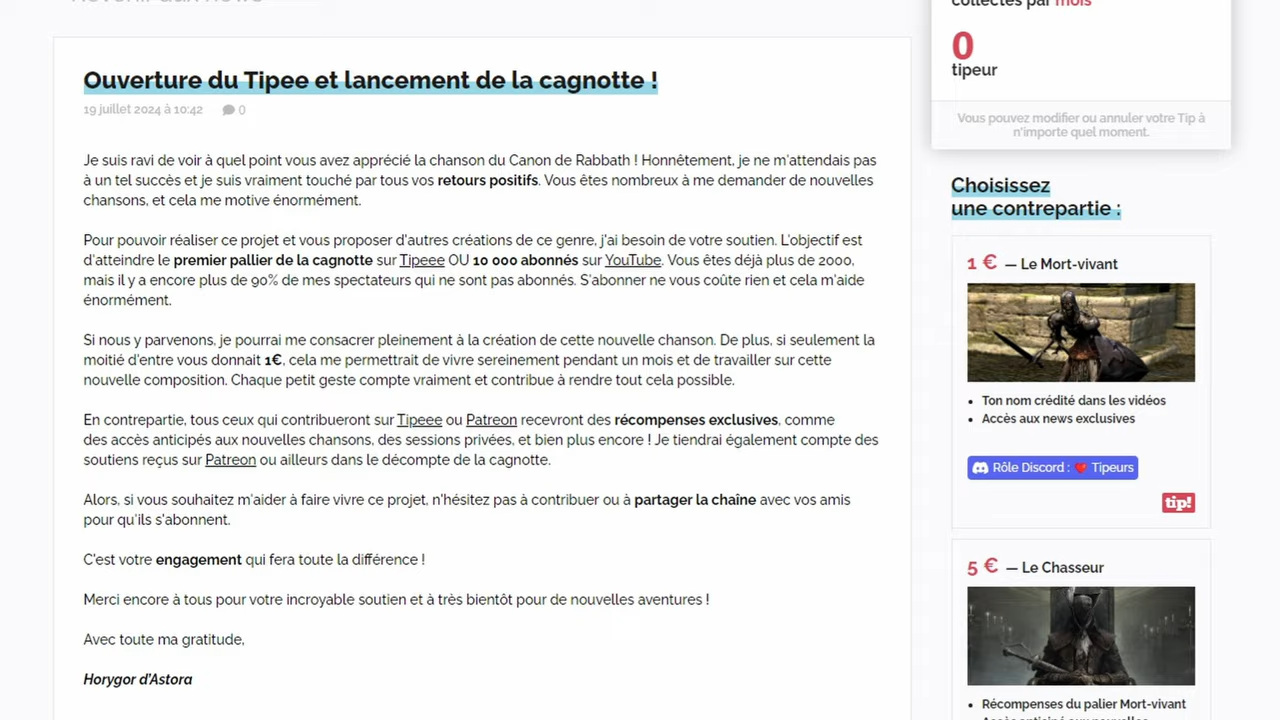 Revenir aux news
Ouverture du Tipee et lancement de la cagnotte !
19 juillet 2024 à 10:42 0
Je suis ravi de voir à quel point vous avez apprécié la chanson du Canon de Rabbath ! Honnêtement, je ne m'attendais pas
à un tel succès et je suis vraiment touché par tous vos retours positifs. Vous êtes nombreux à me demander de nouvelles
chansons, et cela me motive énormément.
Pour pouvoir réaliser ce projet et vous proposer d'autres créations de ce genre, j'ai besoin de votre soutien. L'objectif est
d'atteindre le premier pallier de la cagnotte sur Tipeee OU 10 000 abonnés sur YouTube. Vous êtes déjà plus de 2000,
mais il y a encore plus de 90% de mes spectateurs qui ne sont pas abonnés. S'abonner ne vous coûte rien et cela m'aide
énormément.
Si nous y parvenons, je pourrai me consacrer pleinement à la création de cette nouvelle chanson. De plus, si seulement la
moitié d'entre vous donnait 1€, cela me permettrait de vivre sereinement pendant un mois et de travailler sur cette
nouvelle composition. Chaque petit geste compte vraiment et contribue à rendre tout cela possible.
En contrepartie, tous ceux qui contribueront sur Tipeee ou Patreon recevront des récompenses exclusives, comme
des accès anticipés aux nouvelles chansons, des sessions privées, et bien plus encore ! Je tiendrai également compte des
soutiens reçus sur Patreon ou ailleurs dans le décompte de la cagnotte.
Alors, si vous souhaitez m'aider à faire vivre ce projet, n'hésitez pas à contribuer ou à partager la chaîne avec vos amis
pour qu'ils s'abonnent.
C'est votre engagement qui fera toute la différence !
Merci encore à tous pour votre incroyable soutien et à très bientôt pour de nouvelles aventures !
Avec toute ma gratitude,
Horygor d'Astora
collectés par mois
0
tipeur
Vous pouvez modifier ou annuler votre Tip à
n'importe quel moment.
Choisissez
une contrepartie :
1 € — Le Mort-vivant
Ton nom crédité dans les vidéos
Accès aux news exclusives
Rôle Discord : ❤️ Tipeurs
tip!
5 € — Le Chasseur
Récompenses du palier Mort-vivant